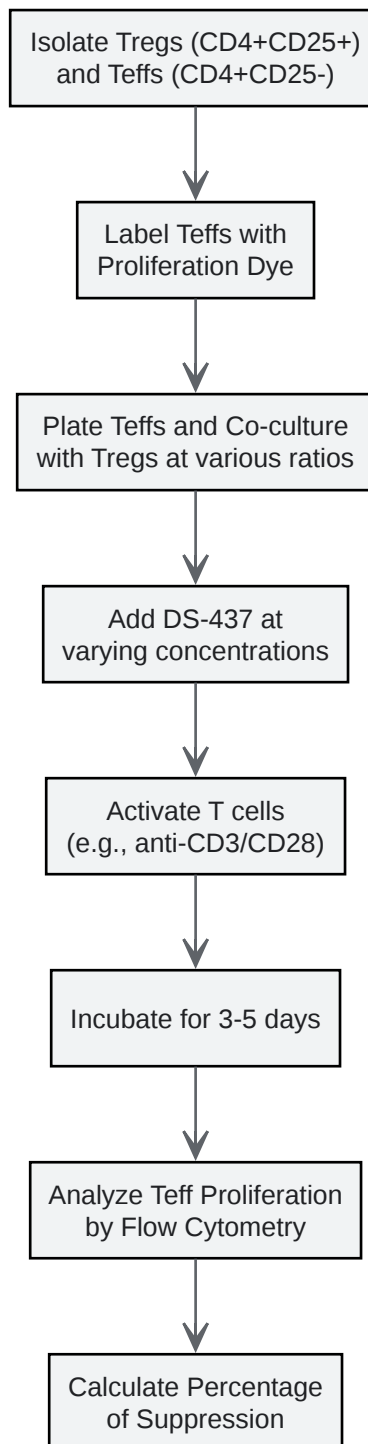 Isolate Tregs (CD4+CD25+)
and Teffs (CD4+CD25-)
Label Teffs with
Proliferation Dye
Plate Teffs and Co-culture
with Tregs at various ratios
Add DS-437 at
varying concentrations
Activate T cells
(e.g., anti-CD3/CD28)
Incubate for 3-5 days
Analyze Teff Proliferation
by Flow Cytometry
Calculate Percentage
of Suppression